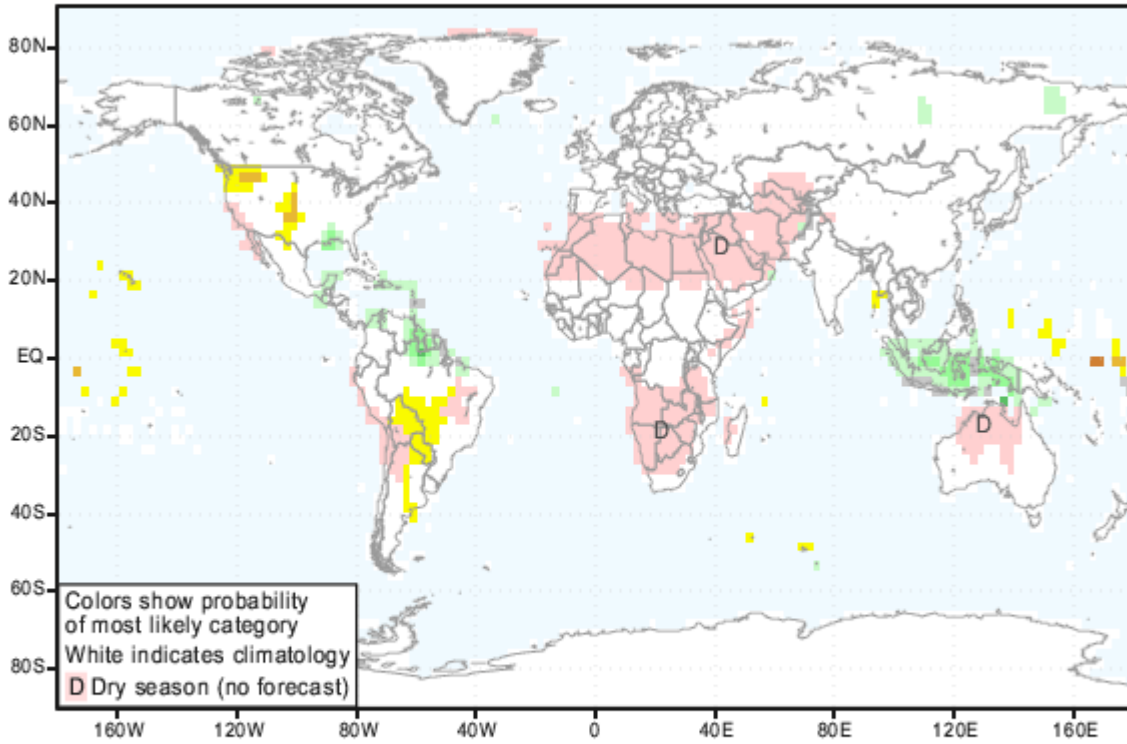 80N
60N
40N
20N
EQ
20S
40S
60S
80S
D
D
D
Colors show probability
of most likely category
White indicates climatology
D Dry season (no forecast)
160W 120W 80W 40W 0 40E 80E 120E 160E